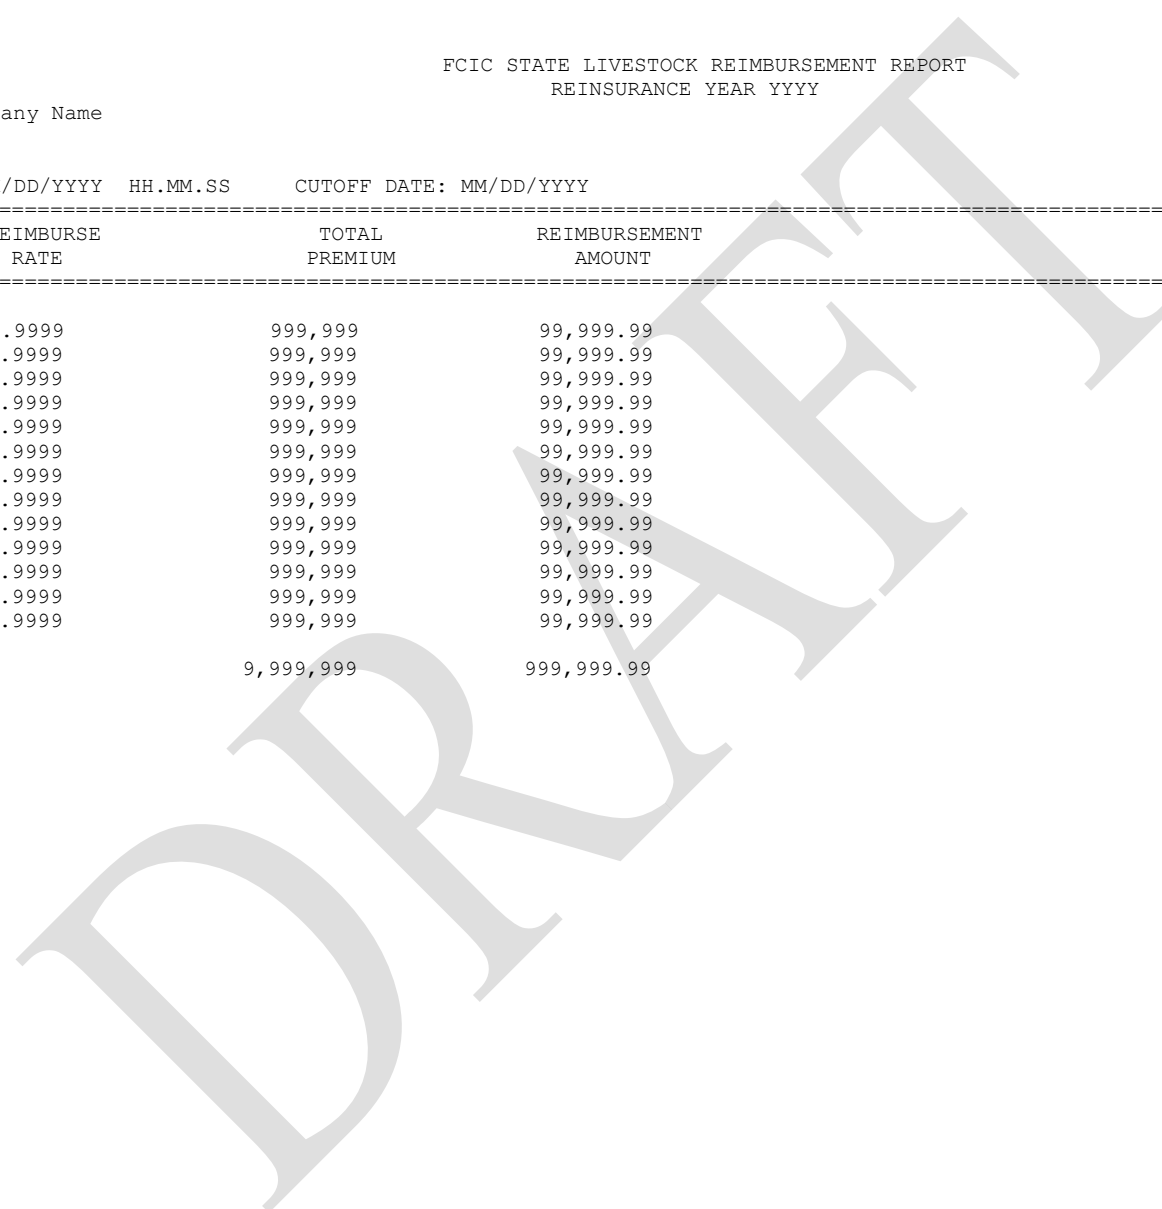 FCIC STATE LIVESTOCK REIMBURSEMENT REPORT
REINSURANCE YEAR YYYY
any Name
/DD/YYYY HH.MM.SS CUTOFF DATE: MM/DD/YYYY
================================================================================
EIMBURSE TOTAL REIMBURSEMENT
RATE PREMIUM AMOUNT
================================================================================
.9999 999,999 99,999.99
.9999 999,999 99,999.99
.9999 999,999 99,999.99
.9999 999,999 99,999.99
.9999 999,999 99,999.99
.9999 999,999 99,999.99
.9999 999,999 99,999.99
.9999 999,999 99,999.99
.9999 999,999 99,999.99
.9999 999,999 99,999.99
.9999 999,999 99,999.99
.9999 999,999 99,999.99
.9999 999,999 99,999.99
9,999,999 999,999.99
DRAFT